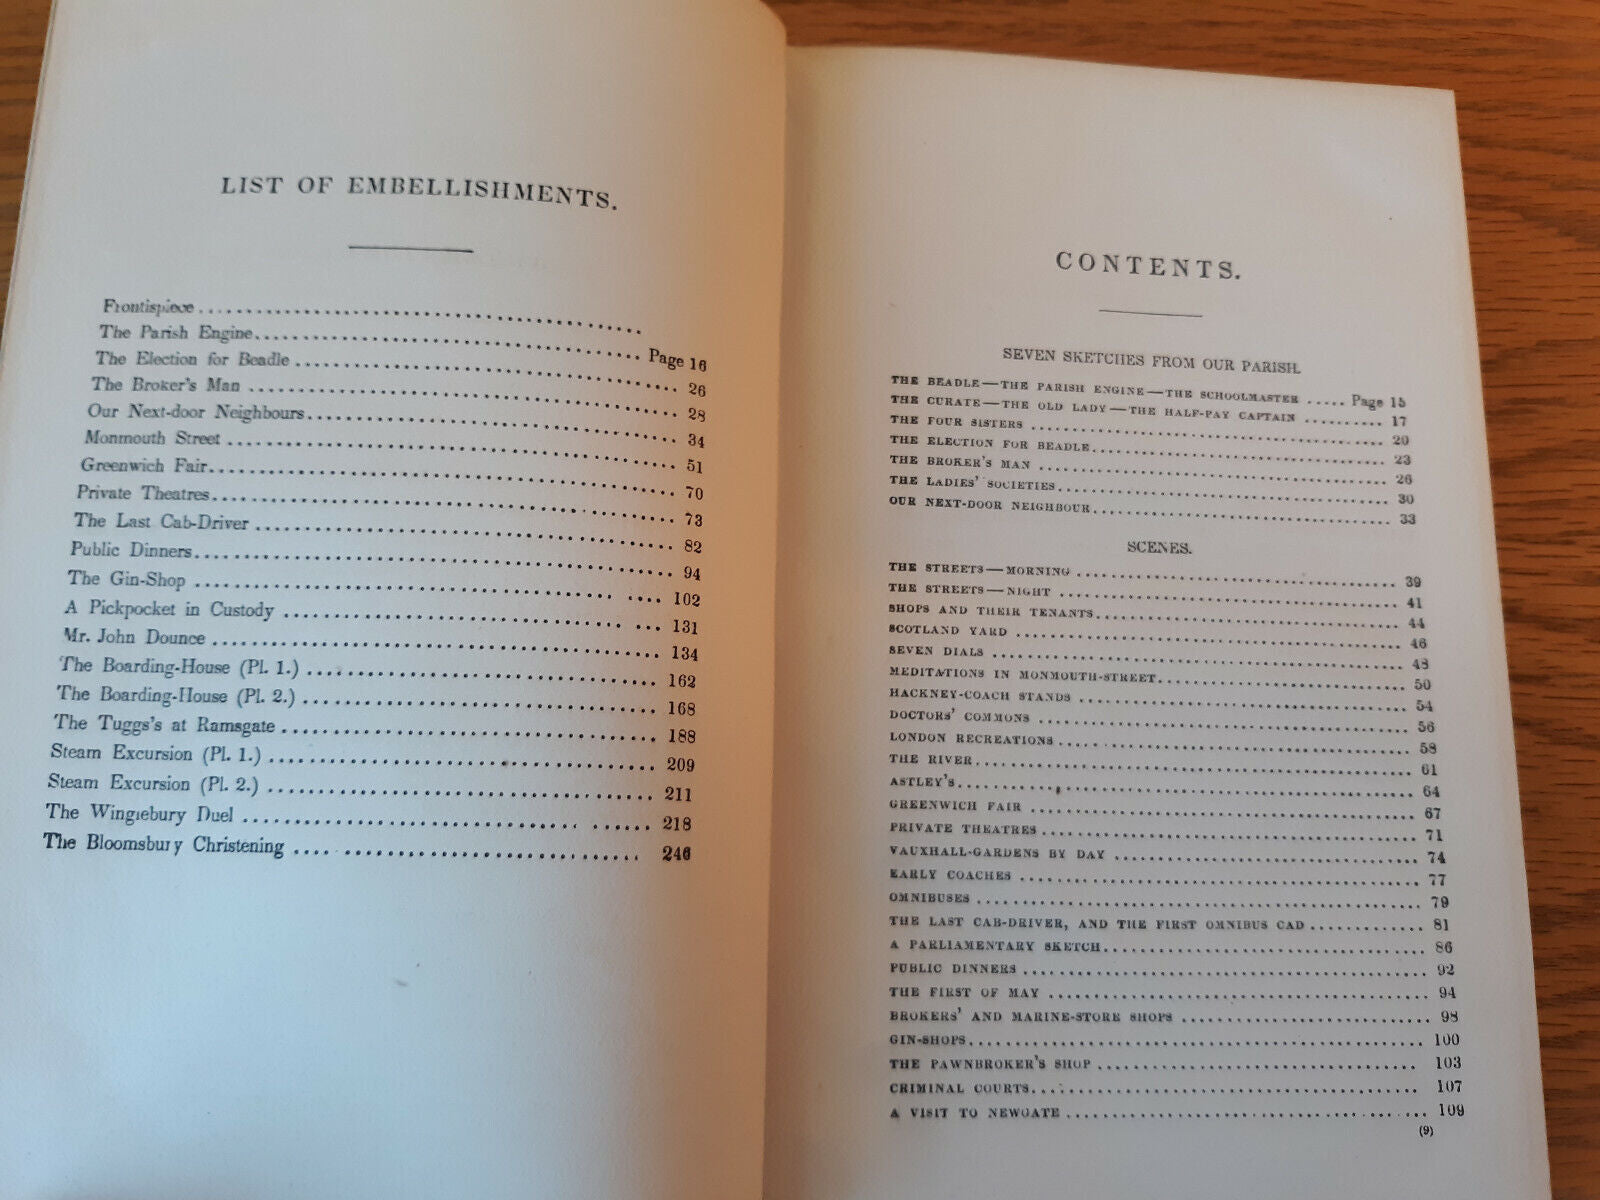 LIST OF EMBELLISHMENTS.
Frontispiece
The Parish Engine Page 16
The Election for Beadle 26
The Broker's Man 28
Our Next-door Neighbours 34
Monmouth Street 51
Greenwich Fair 70
Private Theatres 73
The Last Cab-Driver 82
Public Dinners 94
The Gin-Shop 102
A Pickpocket in Custody 131
Mr. John Dounce 134
The Boarding-House (Pl. 1.) 162
The Boarding-House (Pl. 2.) 168
The Tuggs's at Ramsgate 188
Steam Excursion (Pl. 1.) 209
Steam Excursion (Pl. 2.) 211
The Winglebury Duel 218
The Bloomsbury Christening 246
CONTENTS.
SEVEN SKETCHES FROM OUR PARISH.
THE BEADLE—THE PARISH ENGINE—THE SCHOOLMASTER Page 15
THE CURATE—THE OLD LADY—THE HALF-PAY CAPTAIN 17
THE FOUR SISTERS 20
THE ELECTION FOR BEADLE 23
THE BROKER'S MAN 26
THE LADIES' SOCIETIES 30
OUR NEXT-DOOR NEIGHBOUR 33
SCENES.
THE STREETS—MORNING 39
THE STREETS—NIGHT 41
SHOPS AND THEIR TENANTS 44
SCOTLAND YARD 46
SEVEN DIALS 48
MEDITATIONS IN MONMOUTH-STREET 50
HACKNEY-COACH STANDS 54
DOCTORS' COMMONS 56
LONDON RECREATIONS 58
THE RIVER 61
ASTLEY'S 64
GREENWICH FAIR 67
PRIVATE THEATRES 71
VAUXHALL-GARDENS BY DAY 74
EARLY COACHES 77
OMNIBUSES 79
THE LAST CAB-DRIVER, AND THE FIRST OMNIBUS CAD 81
A PARLIAMENTARY SKETCH 86
PUBLIC DINNERS 92
THE FIRST OF MAY 94
BROKERS' AND MARINE-STORE SHOPS 98
GIN-SHOPS 100
THE PAWNBROKER'S SHOP 103
CRIMINAL COURTS 107
A VISIT TO NEWGATE 109
(9)